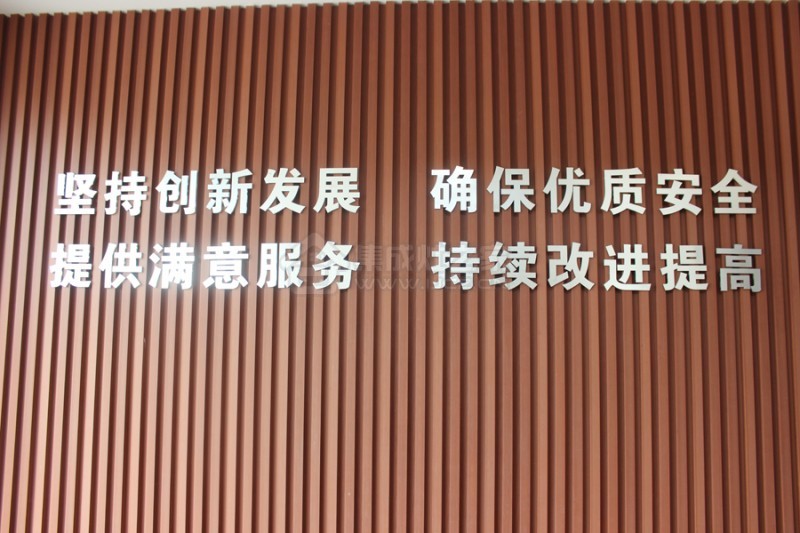 坚持创新发展 确保优质安全
提供满意服务 持续改进提高